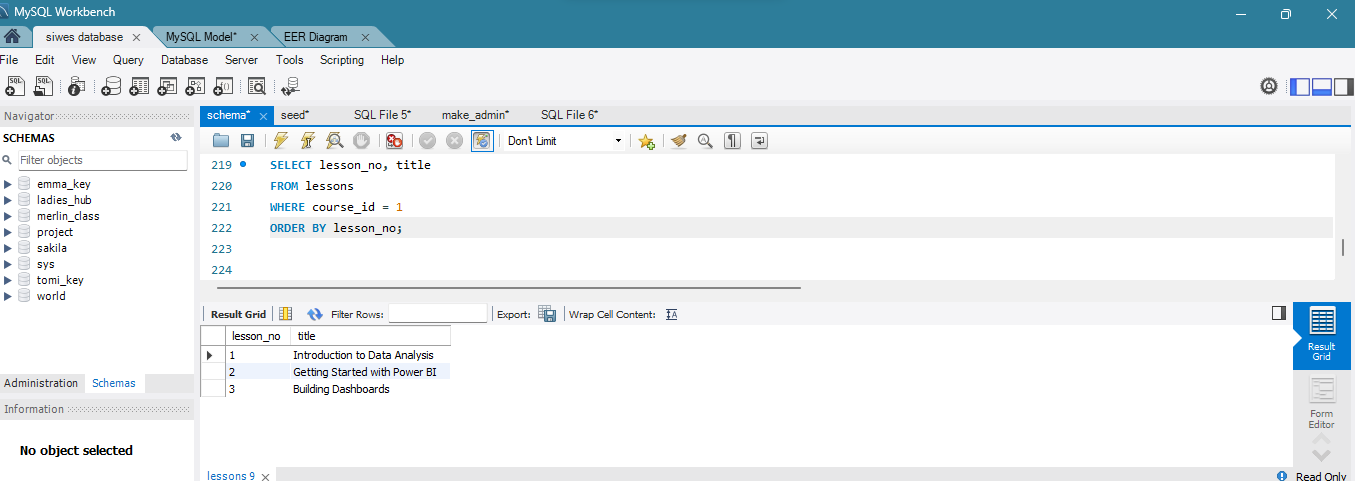 MySQL Workbench
siwes database
MySQL Model*
EER Diagram
File Edit View Query Database Server Tools Scripting Help
Navigator
SCHEMAS
Filter objects
emma_key
ladies_hub
merlin_class
project
sakila
sys
tomi_key
world
Administration Schemas
Information
No object selected
schema* seed* SQL File 5* make_admin* SQL File 6*
Don't Limit
219 SELECT lesson_no, title
220 FROM lessons
221 WHERE course_id = 1
222 ORDER BY lesson_no;
223
224
Result Grid Filter Rows: Export: Wrap Cell Content:
lesson_no title
1 Introduction to Data Analysis
2 Getting Started with Power BI
3 Building Dashboards
Result
Grid
Form
Editor
lessons 9
Read Only